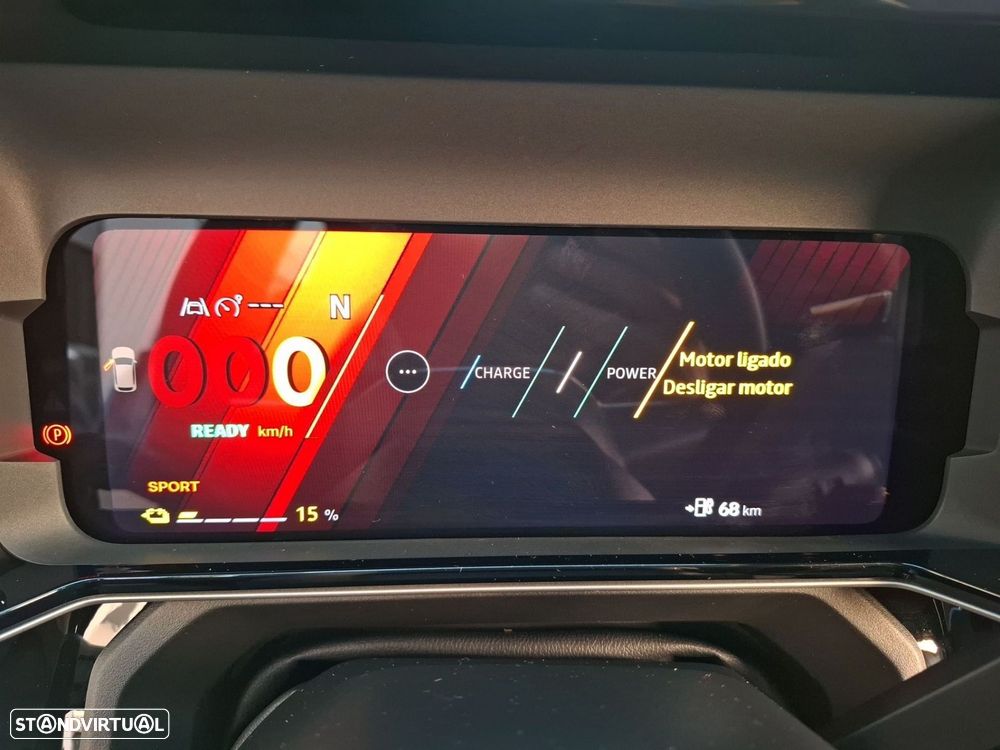 --- N
000
READY km/h
CHARGE
POWER
Motor ligado
Desligar motor
P
SPORT
15 %
68 km
STANDVIRTUAL